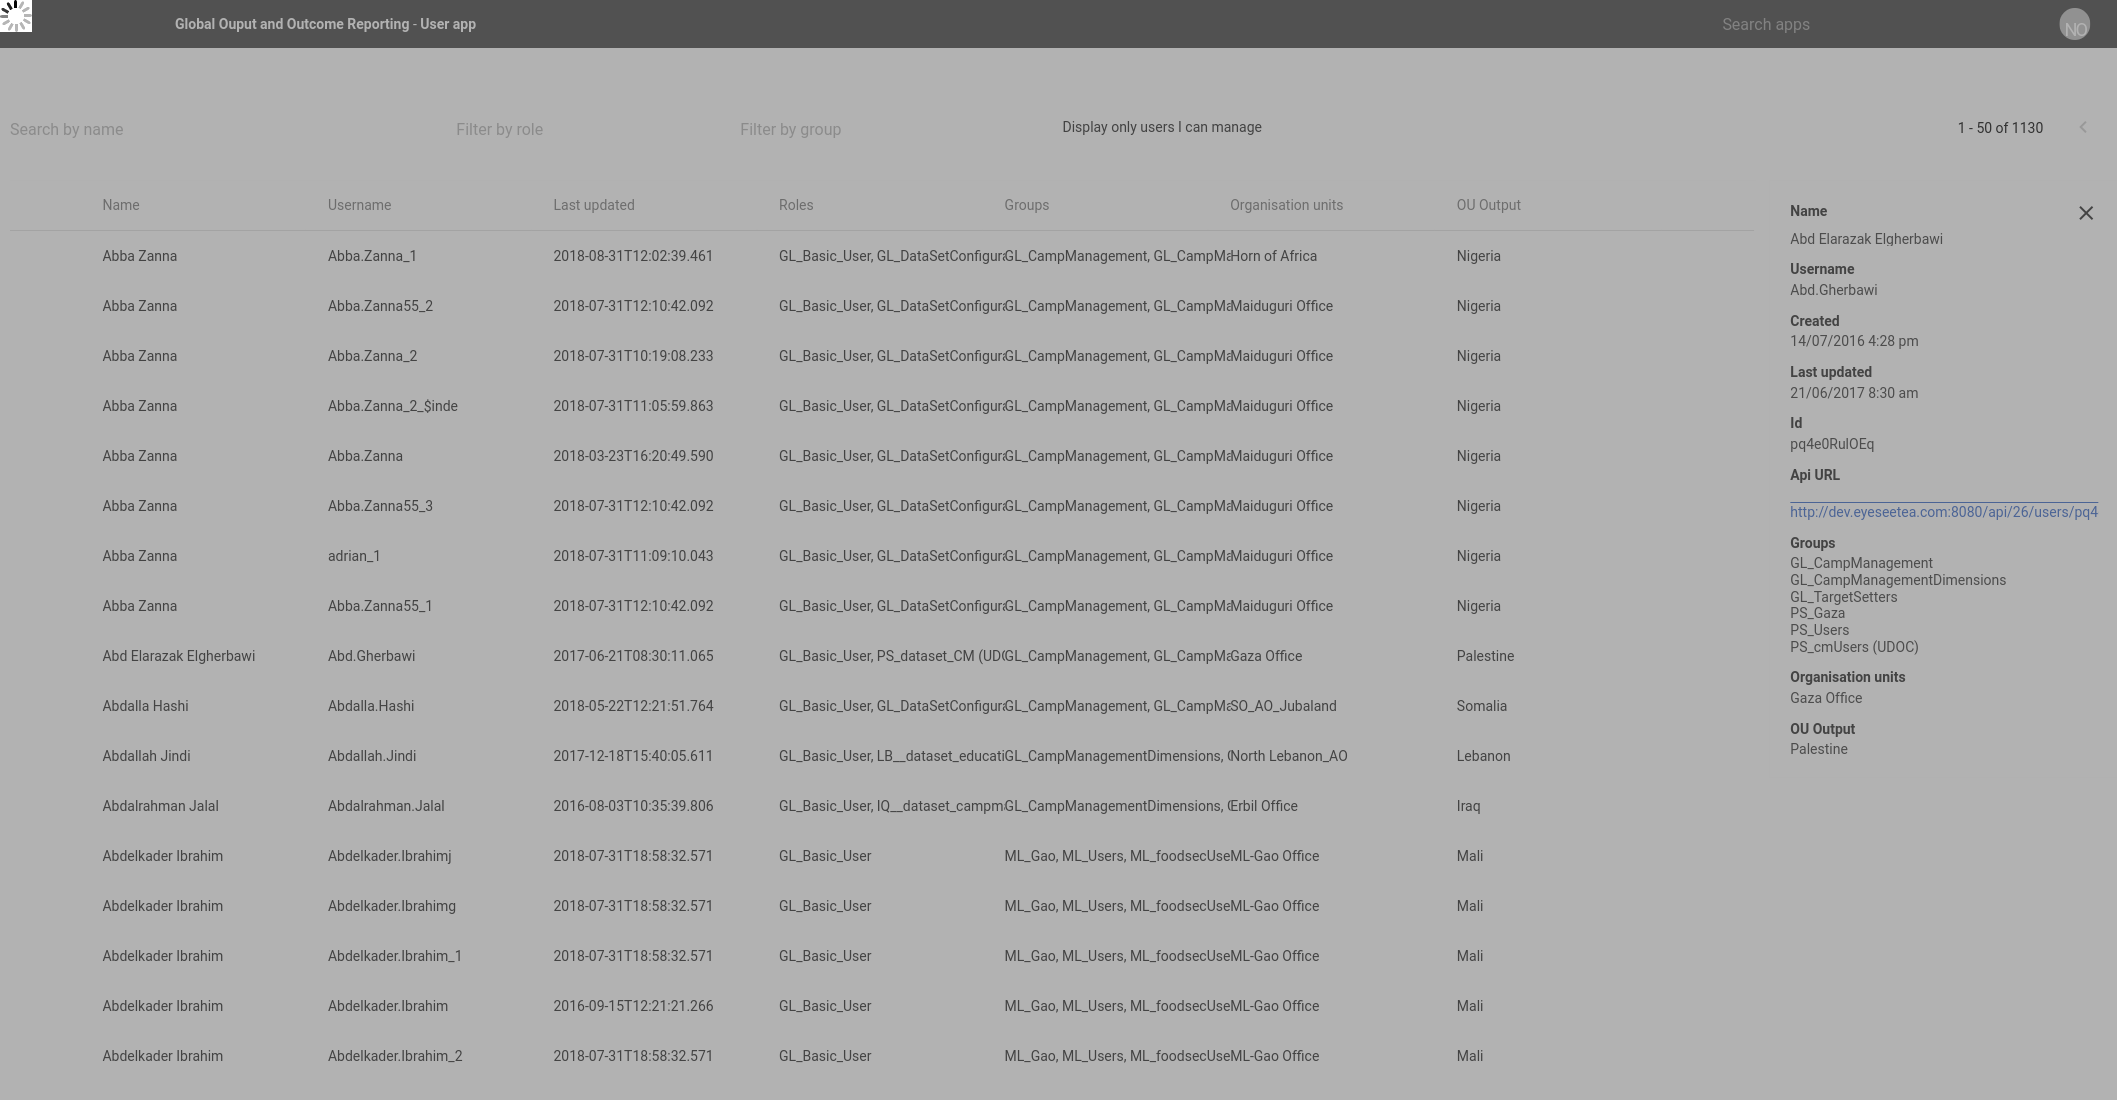 Global Ouput and Outcome Reporting - User app
Search apps
NO
Search by name
Filter by role
Filter by group
Display only users I can manage
1 - 50 of 1130
Name Username Last updated Roles Groups Organisation units OU Output
Abba Zanna Abba.Zanna_1 2018-08-31T12:02:39.461 GL_Basic_User, GL_DataSetConfigura GL_CampManagement, GL_CampMa Horn of Africa Nigeria
Abba Zanna Abba.Zanna55_2 2018-07-31T12:10:42.092 GL_Basic_User, GL_DataSetConfigura GL_CampManagement, GL_CampMa Maiduguri Office Nigeria
Abba Zanna Abba.Zanna_2 2018-07-31T10:19:08.233 GL_Basic_User, GL_DataSetConfigura GL_CampManagement, GL_CampMa Maiduguri Office Nigeria
Abba Zanna Abba.Zanna_2_$inde 2018-07-31T11:05:59.863 GL_Basic_User, GL_DataSetConfigura GL_CampManagement, GL_CampMa Maiduguri Office Nigeria
Abba Zanna Abba.Zanna 2018-03-23T16:20:49.590 GL_Basic_User, GL_DataSetConfigura GL_CampManagement, GL_CampMa Maiduguri Office Nigeria
Abba Zanna Abba.Zanna55_3 2018-07-31T12:10:42.092 GL_Basic_User, GL_DataSetConfigura GL_CampManagement, GL_CampMa Maiduguri Office Nigeria
Abba Zanna adrian_1 2018-07-31T11:09:10.043 GL_Basic_User, GL_DataSetConfigura GL_CampManagement, GL_CampMa Maiduguri Office Nigeria
Abba Zanna Abba.Zanna55_1 2018-07-31T12:10:42.092 GL_Basic_User, GL_DataSetConfigura GL_CampManagement, GL_CampMa Maiduguri Office Nigeria
Abd Elarazak Elgherbawi Abd.Gherbawi 2017-06-21T08:30:11.065 GL_Basic_User, PS_dataset_CM (UDO GL_CampManagement, GL_CampMa Gaza Office Palestine
Abdalla Hashi Abdalla.Hashi 2018-05-22T12:21:51.764 GL_Basic_User, GL_DataSetConfigura GL_CampManagement, GL_CampMa SO_AO_Jubaland Somalia
Abdallah Jindi Abdallah.Jindi 2017-12-18T15:40:05.611 GL_Basic_User, LB__dataset_educati GL_CampManagementDimensions, North Lebanon_AO Lebanon
Abdalrahman Jalal Abdalrahman.Jalal 2016-08-03T10:35:39.806 GL_Basic_User, IQ__dataset_campm GL_CampManagementDimensions, Erbil Office Iraq
Abdelkader Ibrahim Abdelkader.Ibrahimj 2018-07-31T18:58:32.571 GL_Basic_User ML_Gao, ML_Users, ML_foodsecUse ML-Gao Office Mali
Abdelkader Ibrahim Abdelkader.Ibrahimg 2018-07-31T18:58:32.571 GL_Basic_User ML_Gao, ML_Users, ML_foodsecUse ML-Gao Office Mali
Abdelkader Ibrahim Abdelkader.Ibrahim_1 2018-07-31T18:58:32.571 GL_Basic_User ML_Gao, ML_Users, ML_foodsecUse ML-Gao Office Mali
Abdelkader Ibrahim Abdelkader.Ibrahim 2016-09-15T12:21:21.266 GL_Basic_User ML_Gao, ML_Users, ML_foodsecUse ML-Gao Office Mali
Abdelkader Ibrahim Abdelkader.Ibrahim_2 2018-07-31T18:58:32.571 GL_Basic_User ML_Gao, ML_Users, ML_foodsecUse ML-Gao Office Mali
Name
Abd Elarazak Elgherbawi
Username
Abd.Gherbawi
Created
14/07/2016 4:28 pm
Last updated
21/06/2017 8:30 am
Id
pq4e0RulOEq
Api URL
http://dev.eyeseetea.com:8080/api/26/users/pq4
Groups
GL_CampManagement
GL_CampManagementDimensions
GL_TargetSetters
PS_Gaza
PS_Users
PS_cmUsers (UDOC)
Organisation units
Gaza Office
OU Output
Palestine